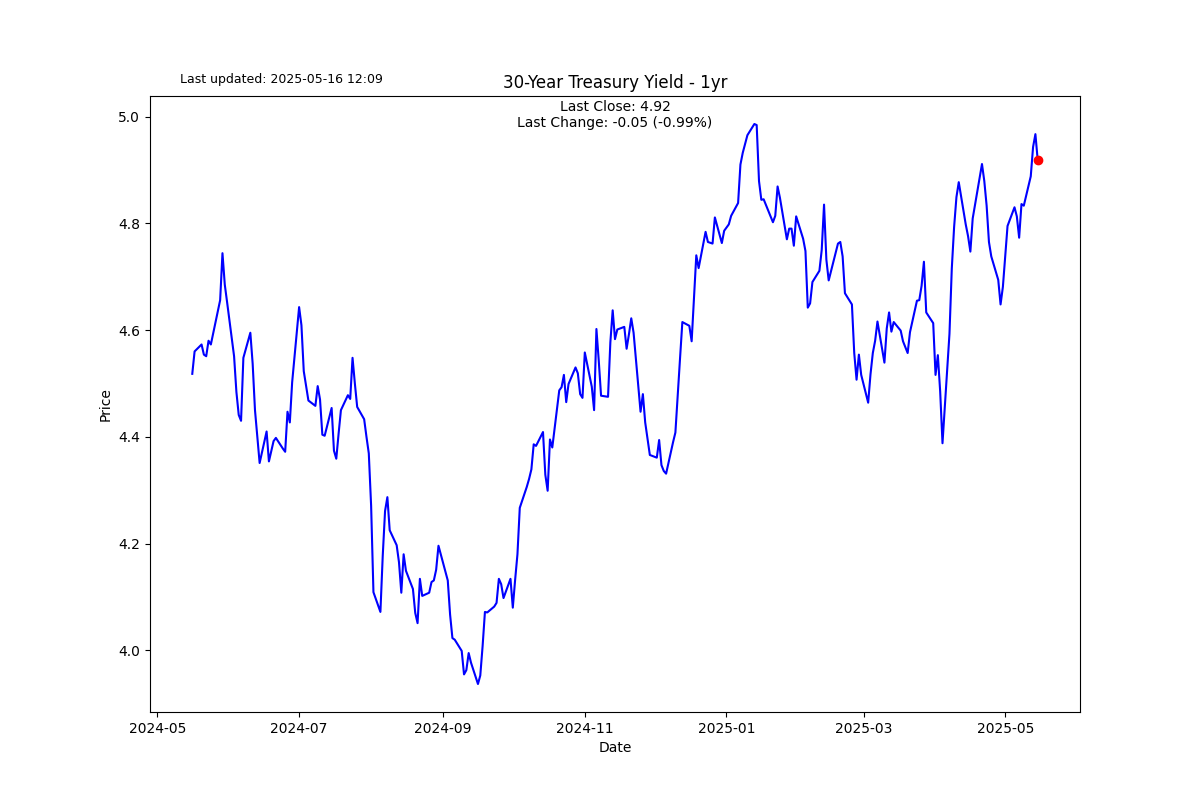 Last updated: 2025-05-16 12:09
30-Year Treasury Yield - 1yr
Last Close: 4.92
Last Change: -0.05 (-0.99%)
Price
5.0
4.8
4.6
4.4
4.2
4.0
2024-05 2024-07 2024-09 2024-11 2025-01 2025-03 2025-05
Date